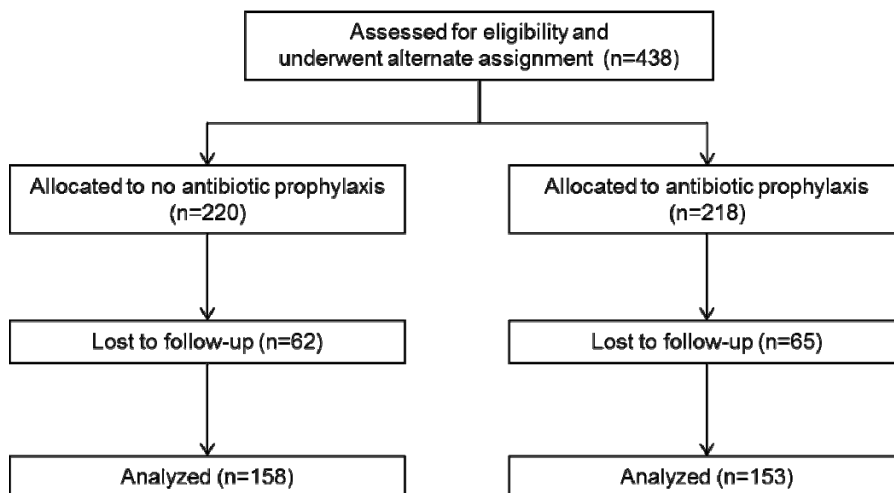 Assessed for eligibility and
underwent alternate assignment (n=438)
Allocated to no antibiotic prophylaxis
(n=220)
Allocated to antibiotic prophylaxis
(n=218)
Lost to follow-up (n=62)
Lost to follow-up (n=65)
Analyzed (n=158)
Analyzed (n=153)